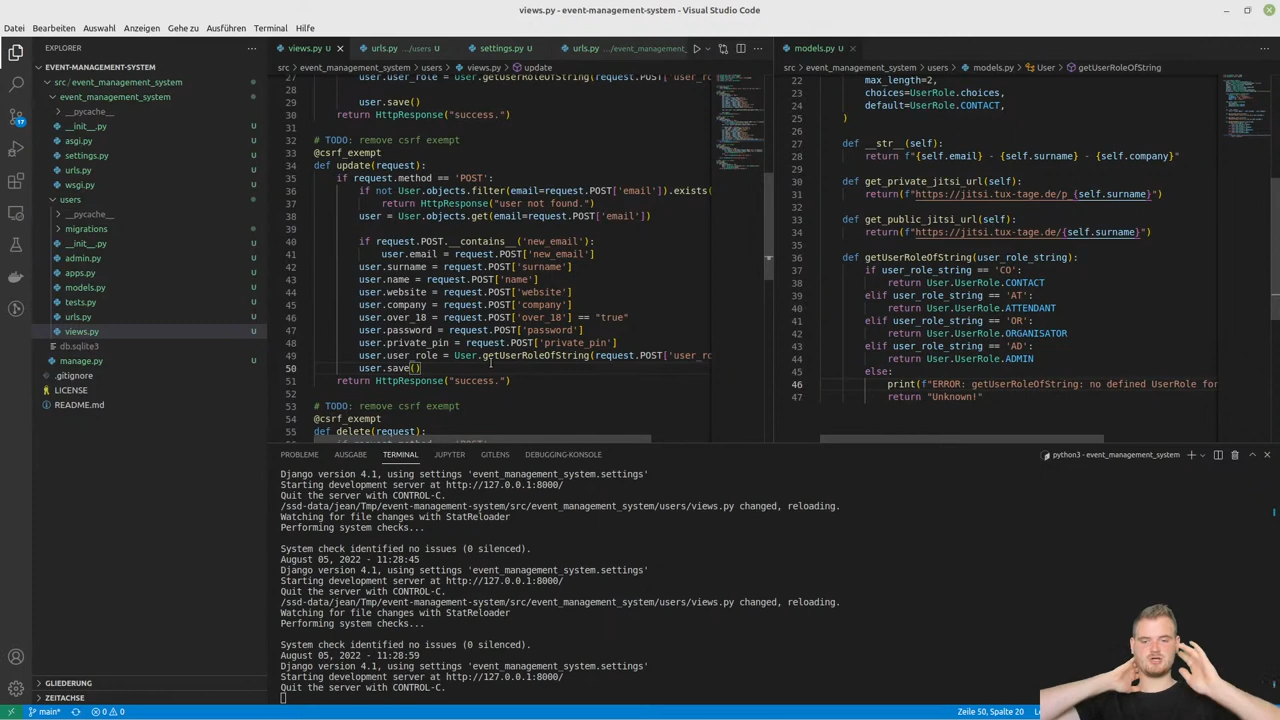 views.py - event-management-system - Visual Studio Code
Datei Bearbeiten Auswahl Anzeigen Gehe zu Ausführen Terminal Hilfe
EXPLORER
EVENT-MANAGEMENT-SYSTEM
src / event_management_system
event_management_system
__pycache__
__init__.py U
asgi.py U
settings.py U
urls.py U
wsgi.py U
users
__pycache__
migrations
__init__.py U
admin.py U
apps.py U
models.py U
tests.py U
urls.py U
views.py U
db.sqlite3
manage.py U
.gitignore
LICENSE
README.md
GLIEDERUNG
ZEITACHSE
17
views.py U urls.py .../users settings.py U urls.py .../event_management_
src > event_management_system > users > views.py > update
27 user.user_role = User.getUserRoleOfString(request.POST['user_ro
28
29 user.save()
30 return HttpResponse("success.")
31
32 # TODO: remove csrf exempt
33 @csrf_exempt
34 def update(request):
35 if request.method == 'POST':
36 if not User.objects.filter(email=request.POST['email']).exists(
37 return HttpResponse("user not found.")
38 user = User.objects.get(email=request.POST['email'])
39
40 if request.POST.__contains__('new_email'):
41 user.email = request.POST['new_email']
42 user.surname = request.POST['surname']
43 user.name = request.POST['name']
44 user.website = request.POST['website']
45 user.company = request.POST['company']
46 user.over_18 = request.POST['over_18'] == "true"
47 user.password = request.POST['password']
48 user.private_pin = request.POST['private_pin']
49 user.user_role = User.getUserRoleOfString(request.POST['user_ro
50 user.save()
51 return HttpResponse("success.")
52
53 # TODO: remove csrf exempt
54 @csrf_exempt
55 def delete(request):
models.py U
src > event_management_system > users > models.py > User > getUserRoleOfString
22 max_length=2,
23 choices=UserRole.choices,
24 default=UserRole.CONTACT,
25 )
26
27 def __str__(self):
28 return f"{self.email} - {self.surname} - {self.company}"
29
30 def get_private_jitsi_url(self):
31 return(f"https://jitsi.tux-tage.de/p_{self.surname}")
32
33 def get_public_jitsi_url(self):
34 return(f"https://jitsi.tux-tage.de/{self.surname}")
35
36 def getUserRoleOfString(user_role_string):
37 if user_role_string == 'CO':
38 return User.UserRole.CONTACT
39 elif user_role_string == 'AT':
40 return User.UserRole.ATTENDANT
41 elif user_role_string == 'OR':
42 return User.UserRole.ORGANISATOR
43 elif user_role_string == 'AD':
44 return User.UserRole.ADMIN
45 else:
46 print(f"ERROR: getUserRoleOfString: no defined UserRole for
47 return "Unknown!"
PROBLEME AUSGABE TERMINAL JUPYTER GITLENS DEBUGGING-KONSOLE
python3 - event_management_system
Django version 4.1, using settings 'event_management_system.settings'
Starting development server at http://127.0.0.1:8000/
Quit the server with CONTROL-C.
/ssd-data/jean/Tmp/event-management-system/src/event_management_system/users/views.py changed, reloading.
Watching for file changes with StatReloader
Performing system checks...
System check identified no issues (0 silenced).
August 05, 2022 - 11:28:45
Django version 4.1, using settings 'event_management_system.settings'
Starting development server at http://127.0.0.1:8000/
Quit the server with CONTROL-C.
/ssd-data/jean/Tmp/event-management-system/src/event_management_system/users/views.py changed, reloading.
Watching for file changes with StatReloader
Performing system checks...
System check identified no issues (0 silenced).
August 05, 2022 - 11:28:59
Django version 4.1, using settings 'event_management_system.settings'
Starting development server at http://127.0.0.1:8000/
Quit the server with CONTROL-C.
main* 0 0 Zeile 50, Spalte 20